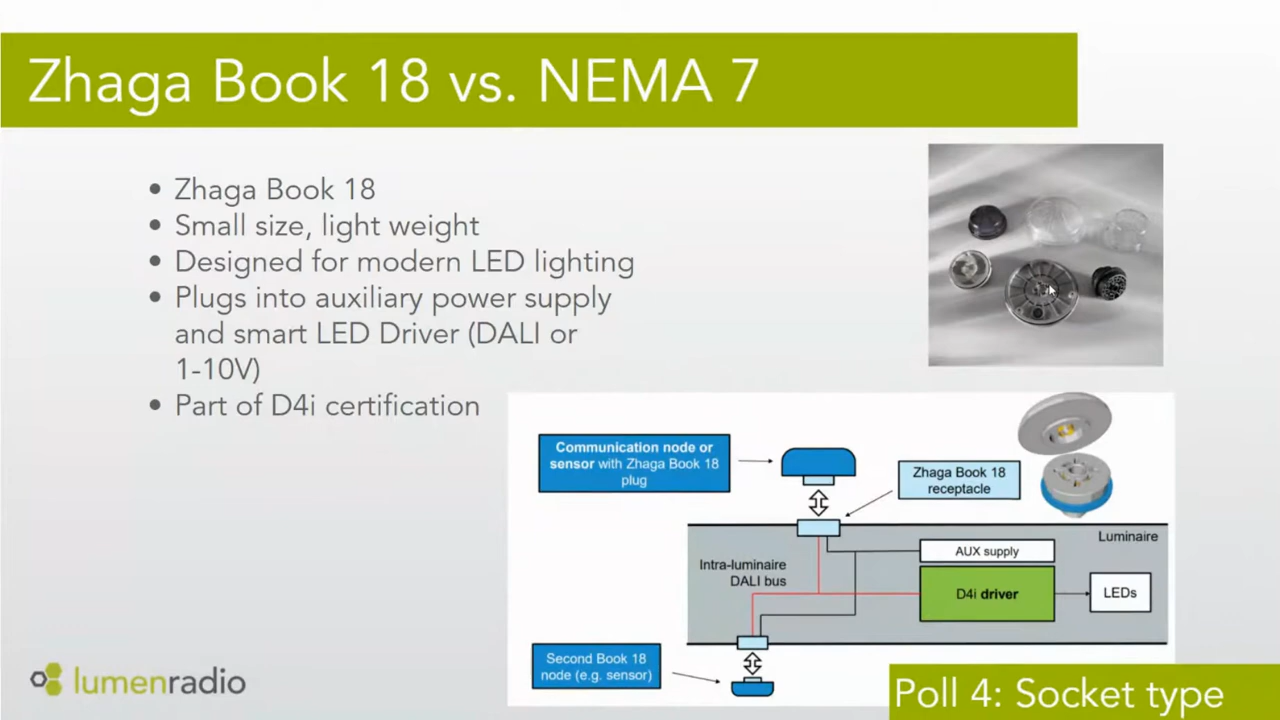 Zhaga Book 18 vs. NEMA 7
• Zhaga Book 18
• Small size, light weight
• Designed for modern LED lighting
• Plugs into auxiliary power supply
and smart LED Driver (DALI or
1-10V)
• Part of D4i certification
Communication node or
sensor with Zhaga Book 18
plug
Zhaga Book 18
receptacle
Luminaire
Intra-luminaire
DALI bus
AUX supply
D4i driver
LEDs
Second Book 18
node (e.g. sensor)
lumenradio
Poll 4: Socket type